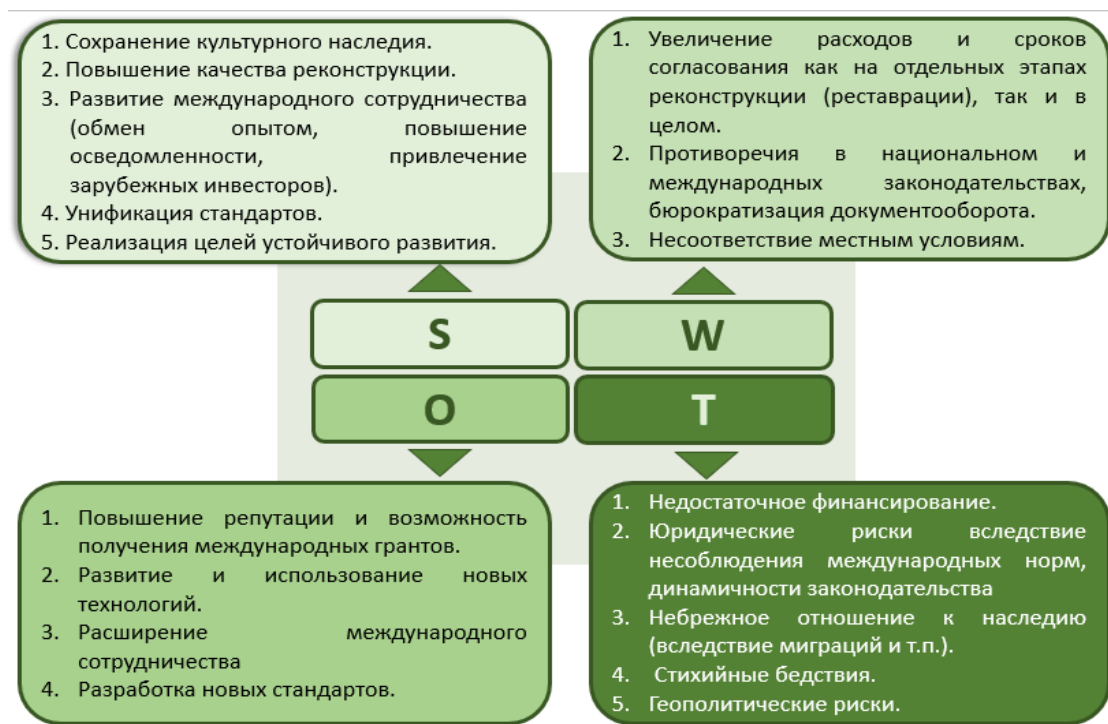 1. Сохранение культурного наследия.
2. Повышение качества реконструкции.
3. Развитие международного сотрудничества
(обмен опытом, повышение
осведомленности, привлечение
зарубежных инвесторов).
4. Унификация стандартов.
5. Реализация целей устойчивого развития.
1. Увеличение расходов и сроков
согласования как на отдельных этапах
реконструкции (реставрации), так и в
целом.
2. Противоречия в национальном и
международных законодательствах,
бюрократизация документооборота.
3. Несоответствие местным условиям.
S
W
O
T
1. Повышение репутации и возможность
получения международных грантов.
2. Развитие и использование новых
технологий.
3. Расширение международного
сотрудничества
4. Разработка новых стандартов.
1. Недостаточное финансирование.
2. Юридические риски вследствие
несоблюдения международных норм,
динамичности законодательства
3. Небрежное отношение к наследию
(вследствие миграций и т.п.).
4. Стихийные бедствия.
5. Геополитические риски.